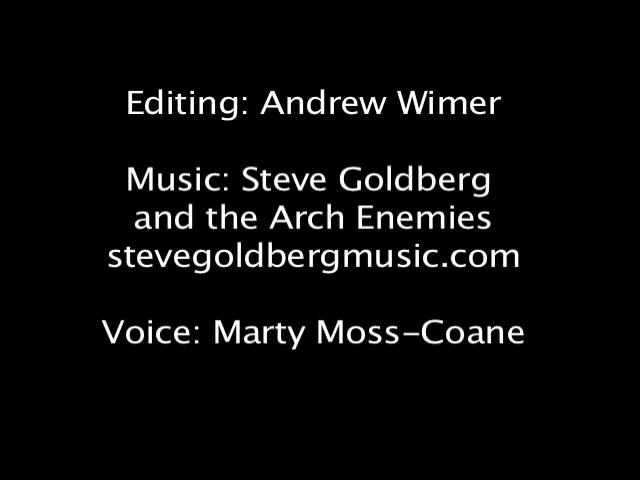 Editing: Andrew Wimer
Music: Steve Goldberg
and the Arch Enemies
stevegoldbergmusic.com
Voice: Marty Moss-Coane